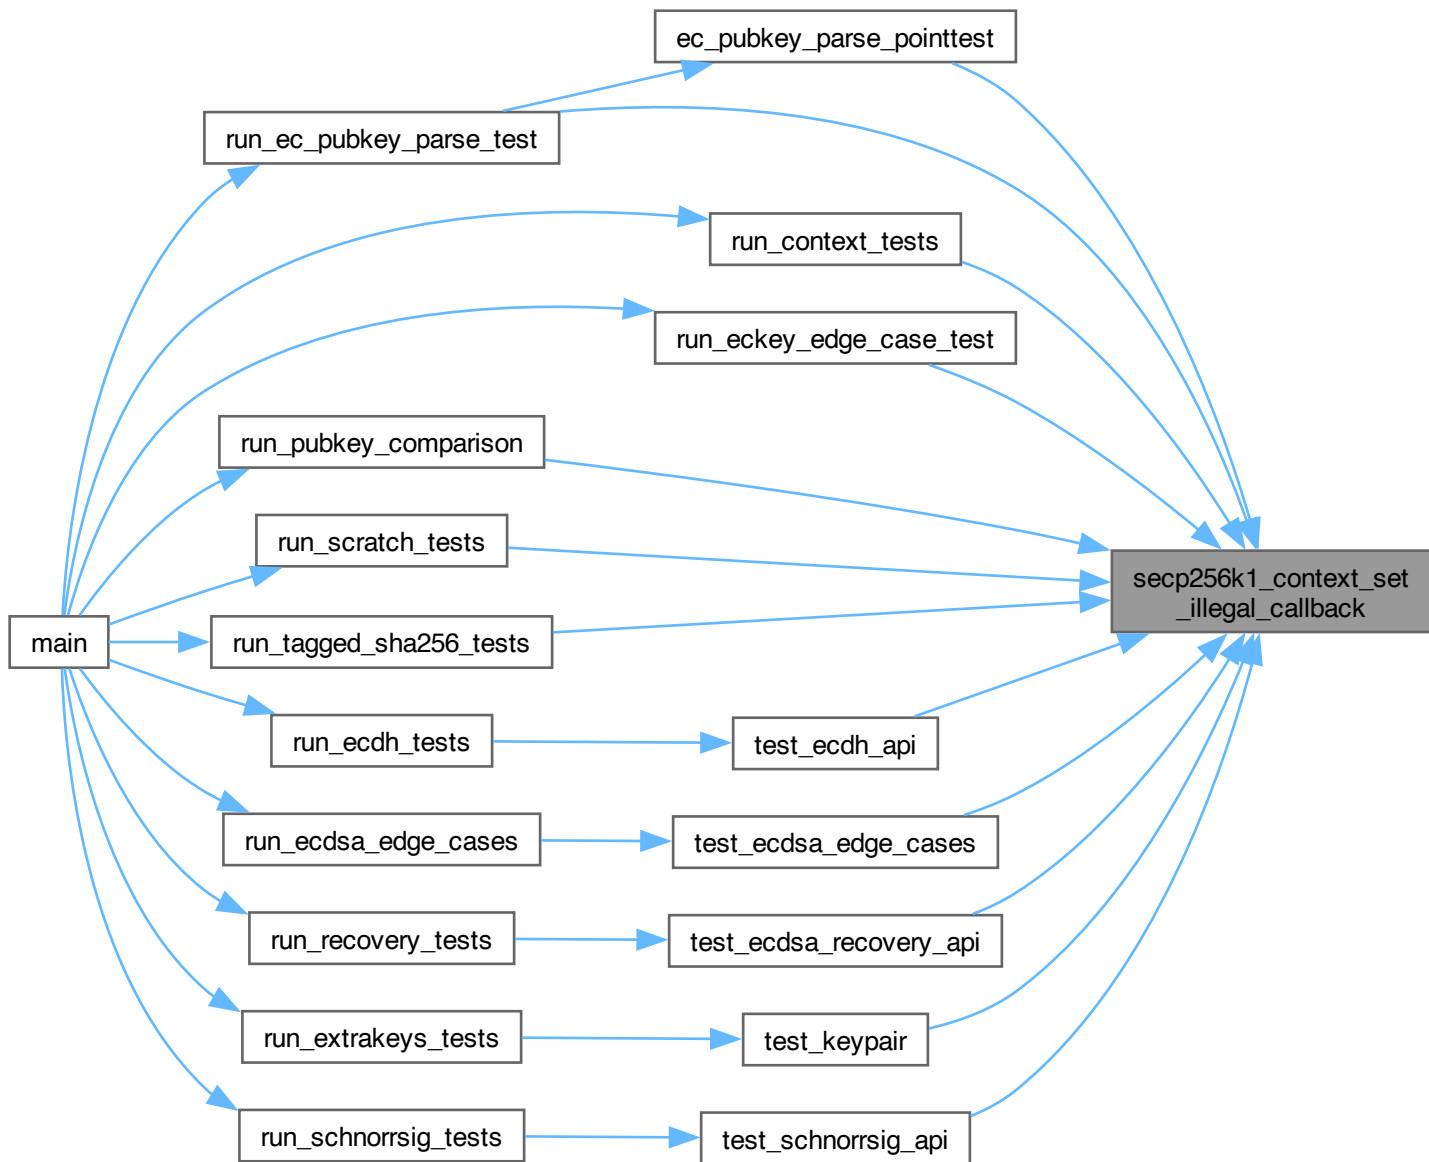 ec_pubkey_parse_pointtest
run_ec_pubkey_parse_test
run_context_tests
run_eckey_edge_case_test
run_pubkey_comparison
run_scratch_tests
secp256k1_context_set
_illegal_callback
main
run_tagged_sha256_tests
run_ecdh_tests
test_ecdh_api
run_ecdsa_edge_cases
test_ecdsa_edge_cases
run_recovery_tests
test_ecdsa_recovery_api
run_extrakeys_tests
test_keypair
run_schnorrsig_tests
test_schnorrsig_api